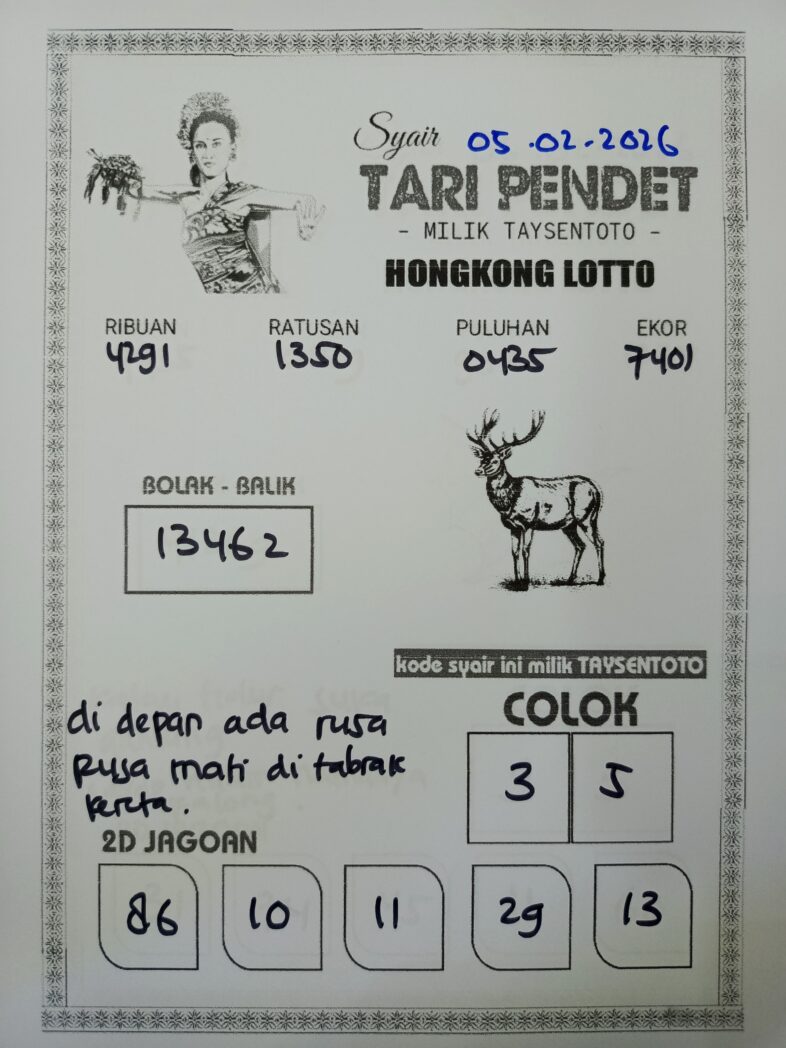 Syair 05.02.2026
TARI PENDET
- MILIK TAYSENTOTO -
HONGKONG LOTTO
RIBUAN RATUSAN PULUHAN EKOR
4291 1350 0435 7401
BOLAK - BALIK
13462
kode syair ini milik TAYSENTOTO
COLOK
3 5
di depan ada rusa
Rusa mati di tabrak
kereta.
2D JAGOAN
86 10 11 29 13